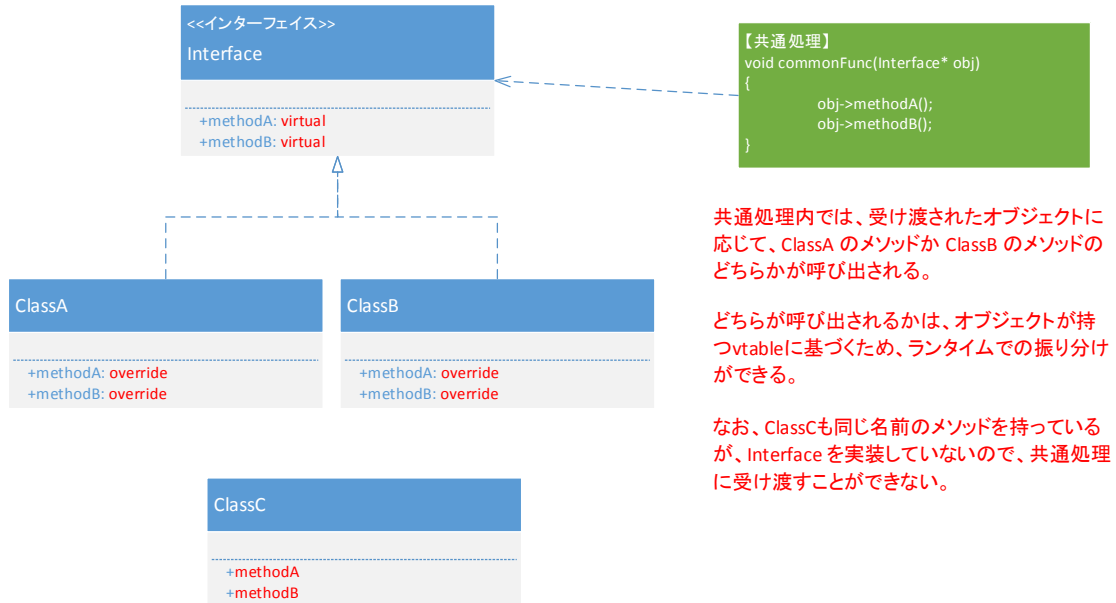 <<インターフェイス>>
Interface
+methodA: virtual
+methodB: virtual
【共通処理】
void commonFunc(Interface* obj)
{
obj->methodA();
obj->methodB();
}
共通処理内では、受け渡されたオブジェクトに
応じて、ClassA のメソッドか ClassB のメソッドの
どちらかが呼び出される。
どちらが呼び出されるかは、オブジェクトが持
つvtableに基づくため、ランタイムでの振り分け
ができる。
なお、ClassCも同じ名前のメソッドを持っている
が、Interface を実装していないので、共通処理
に受け渡すことができない。
ClassA
+methodA: override
+methodB: override
ClassB
+methodA: override
+methodB: override
ClassC
+methodA
+methodB